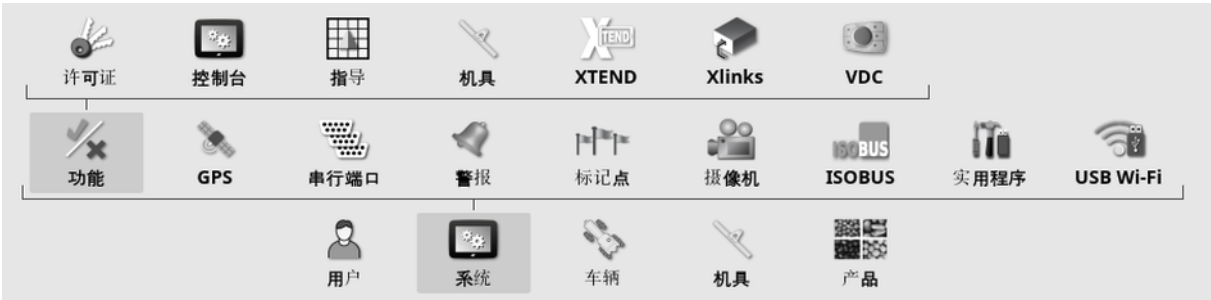 许可证 控制台 指导 机具 XTEND Xlinks VDC
功能 GPS 串行端口 警报 标记点 摄像机 ISOBUS 实用程序 USB Wi-Fi
用户 系统 车辆 机具 产品